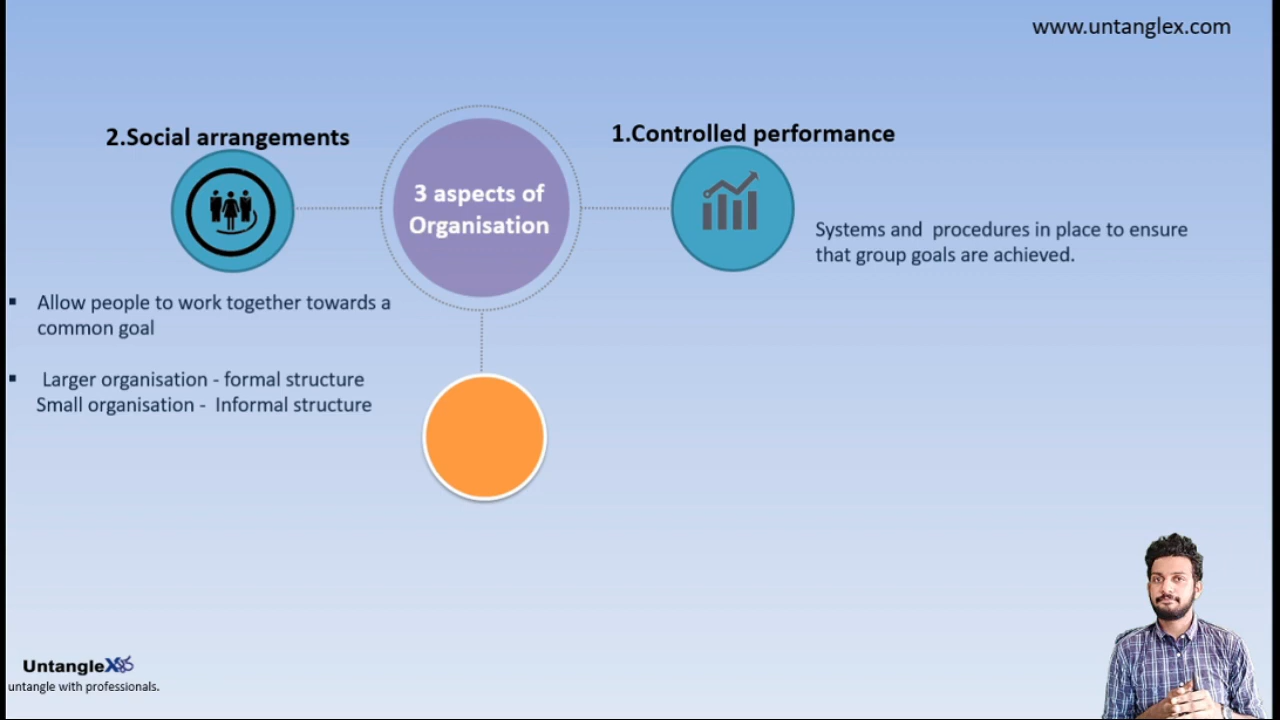 www.untanglex.com
2.Social arrangements
1.Controlled performance
3 aspects of
Organisation
Systems and procedures in place to ensure
that group goals are achieved.
▪ Allow people to work together towards a
common goal
▪ Larger organisation - formal structure
Small organisation - Informal structure
UntangleX
untangle with professionals.